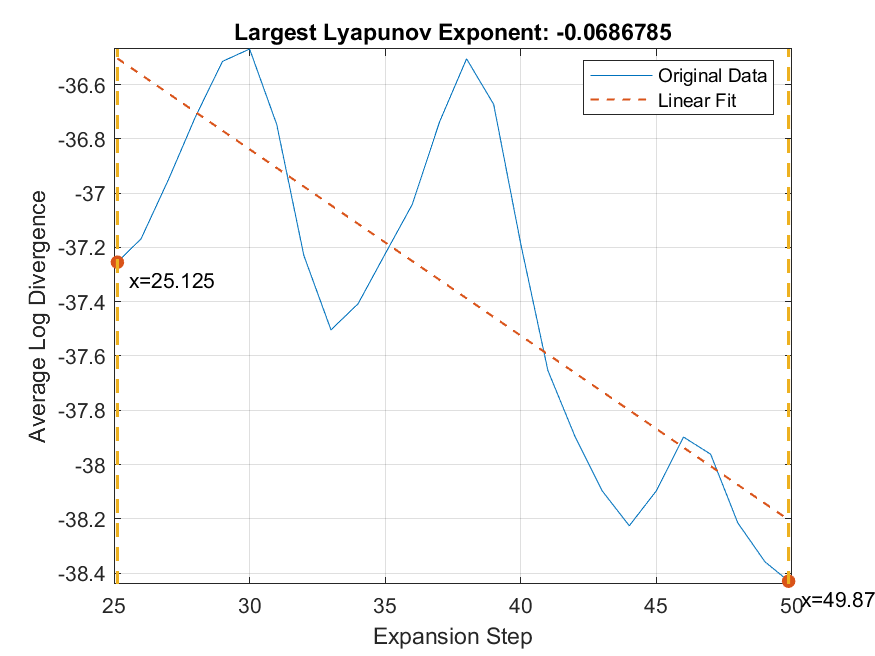 Largest Lyapunov Exponent: -0.0686785
Original Data
Linear Fit
-36.6
-36.8
-37
-37.2
-37.4
-37.6
-37.8
-38
-38.2
-38.4
Average Log Divergence
x=25.125
x=49.87
25
30
35
40
45
50
Expansion Step